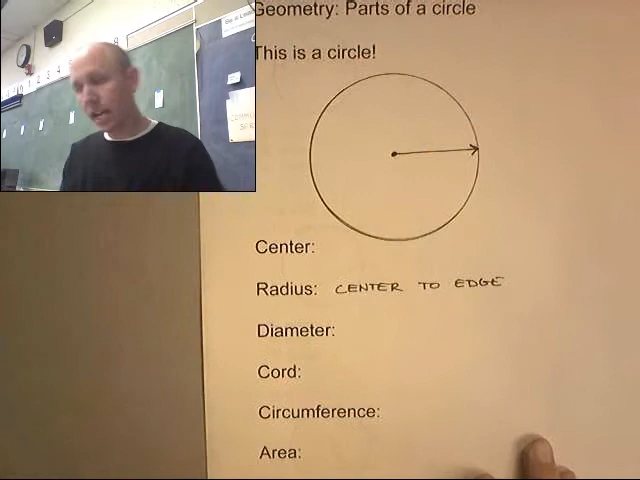 Geometry: Parts of a circle
This is a circle!
Center:
Radius: CENTER TO EDGE
Diameter:
Cord:
Circumference:
Area: